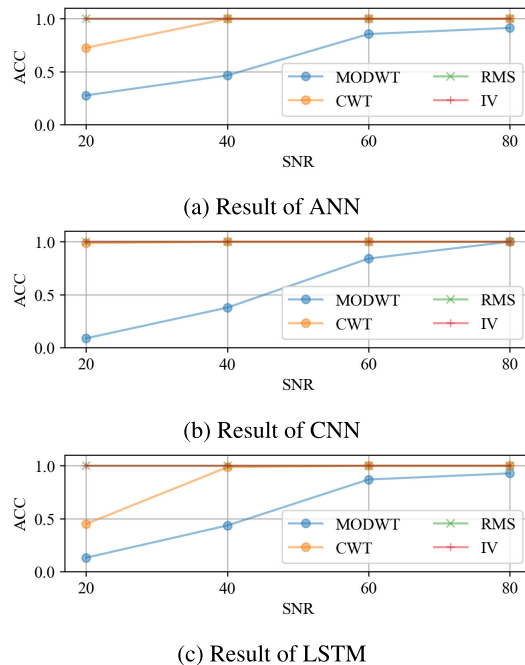 1.0
0.5
0.0
ACC
MODWT RMS
CWT IV
20 40 60 80
SNR
(a) Result of ANN
1.0
0.5
0.0
ACC
MODWT RMS
CWT IV
20 40 60 80
SNR
(b) Result of CNN
1.0
0.5
0.0
ACC
MODWT RMS
CWT IV
20 40 60 80
SNR
(c) Result of LSTM